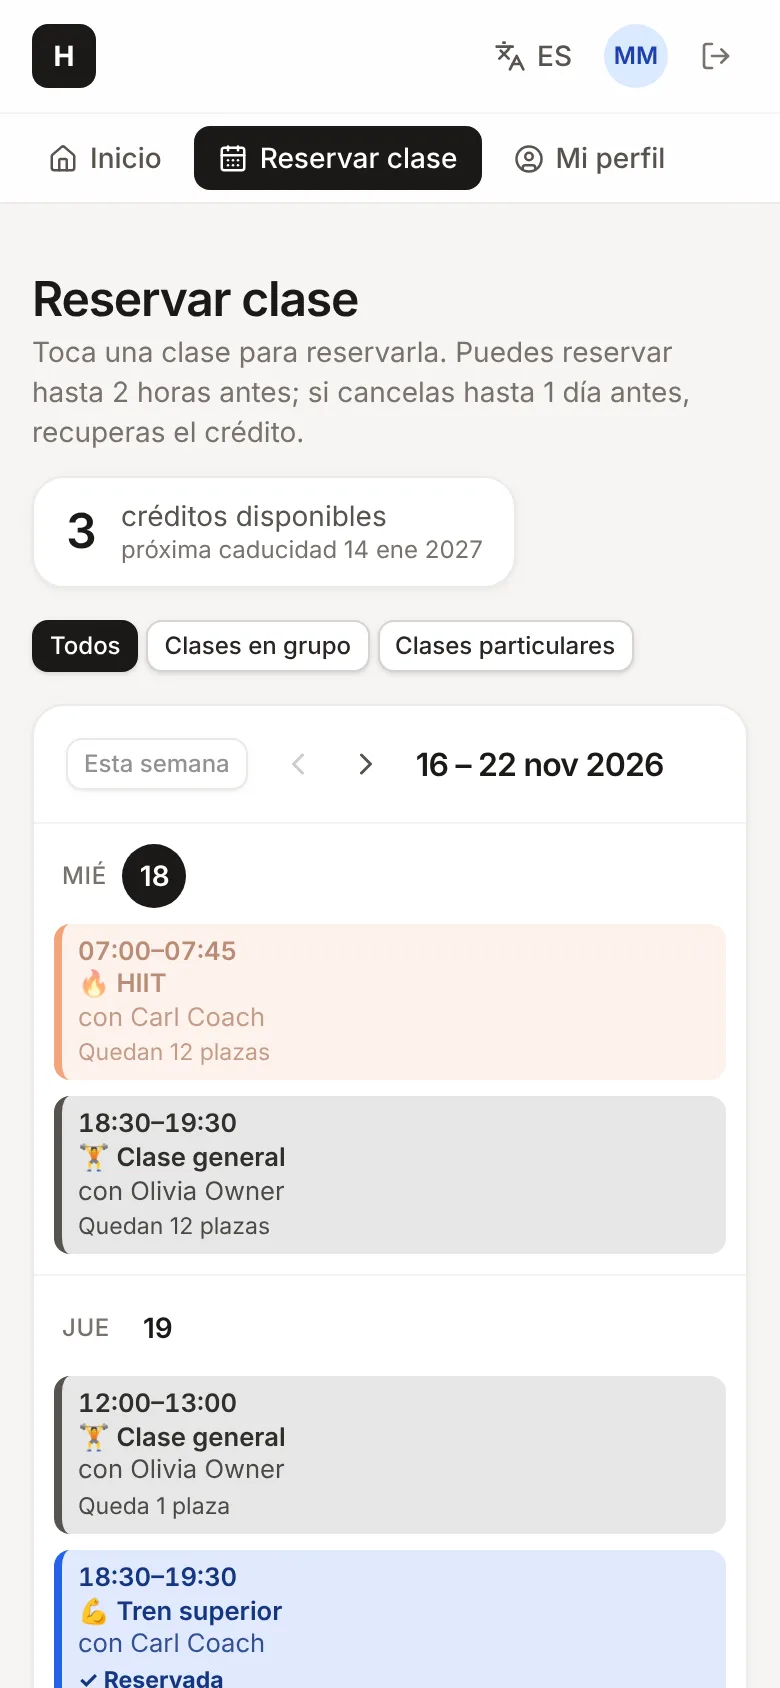 H
ES
MM
Inicio
Reservar clase
Mi perfil
Reservar clase
Toca una clase para reservarla. Puedes reservar
hasta 2 horas antes; si cancelas hasta 1 día antes,
recuperas el crédito.
3
créditos disponibles
próxima caducidad 14 ene 2027
Todos
Clases en grupo
Clases particulares
Esta semana
16 – 22 nov 2026
MIÉ 18
07:00–07:45
🔥 HIIT
con Carl Coach
Quedan 12 plazas
18:30–19:30
🏋️ Clase general
con Olivia Owner
Quedan 12 plazas
JUE 19
12:00–13:00
🏋️ Clase general
con Olivia Owner
Queda 1 plaza
18:30–19:30
💪 Tren superior
con Carl Coach
✓ Reservada